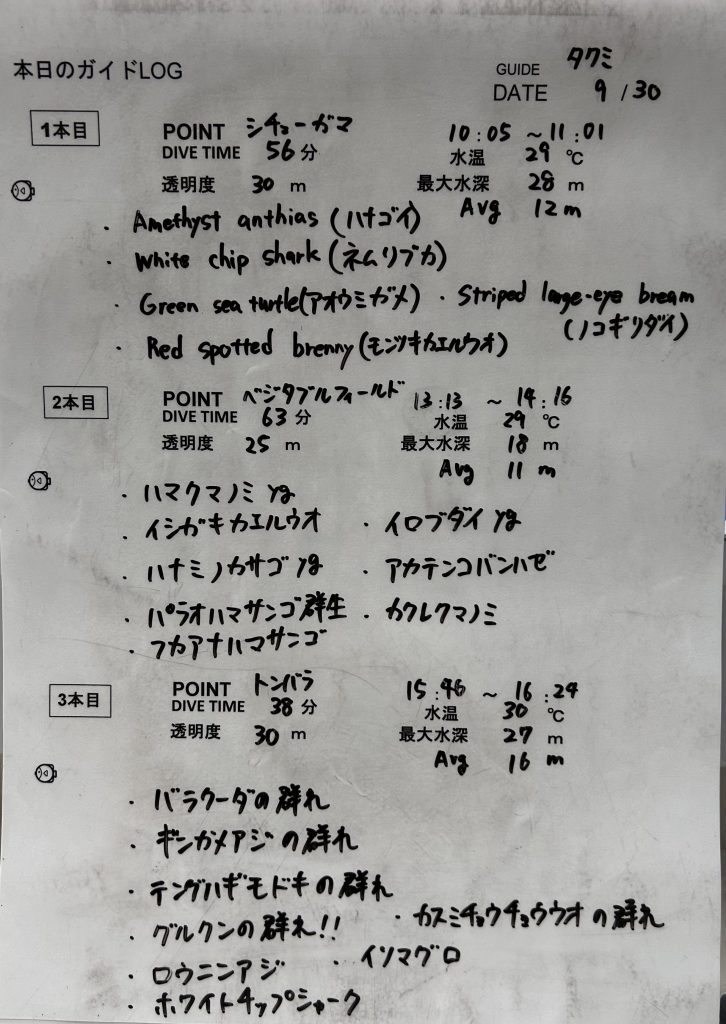 本日のガイドLOG
GUIDE タクミ
DATE 9/30
1本目 POINT シチューガマ 10:05 ~11:01
DIVE TIME 56分 水温 29℃
透明度 30 m 最大水深 28 m
Avg 12m
・Amethyst anthias (ハナゴイ)
・White chip shark (ネムリブカ)
・Green sea turtle(アオウミガメ) ・Striped large-eye bream
(ノコギリダイ)
・Red spotted brenny (モンツキカエルウオ)
2本目 POINT ベジタブルフィールド 13:13 ~ 14:16
DIVE TIME 63分 水温 29℃
透明度 25 m 最大水深 18 m
Avg 11 m
・ハマクマノミ yg
・イシガキカエルウオ ・イロブダイ yg
・ハナミノカサゴ yg ・アカテンコバンハゼ
・パラオハマサンゴ群生 ・カクレクマノミ
・フカアナハマサンゴ
3本目 POINT トンバラ 15:46 ~ 16:24
DIVE TIME 38分 水温 30℃
透明度 30 m 最大水深 27 m
Avg 16 m
・バラクーダの群れ
・ギンガメアジの群れ
・テングハギモドキの群れ
・グルクンの群れ!! ・カスミチョウチョウウオの群れ
・ロウニンアジ ・イソマグロ
・ホワイトチップシャーク